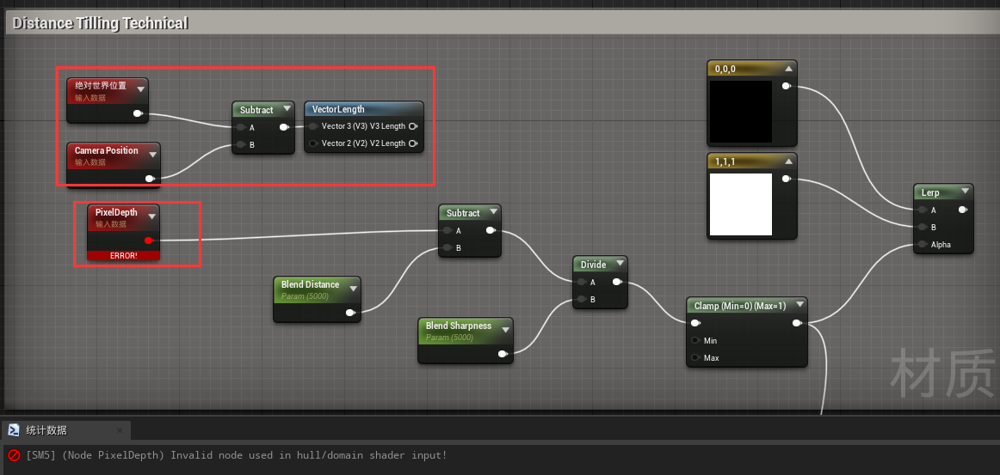 Distance Tilling Technical
绝对世界位置
输入数据
Camera Position
输入数据
Subtract
A
B
VectorLength
Vector 3 (V3) V3 Length
Vector 2 (V2) V2 Length
0,0,0
1,1,1
PixelDepth
输入数据
ERROR!
Subtract
A
B
Blend Distance
Param (5000)
Blend Sharpness
Param (5000)
Divide
A
B
Clamp (Min=0) (Max=1)
Min
Max
Lerp
A
B
Alpha
材质
统计数据
[SM5] (Node PixelDepth) Invalid node used in hull/domain shader input!